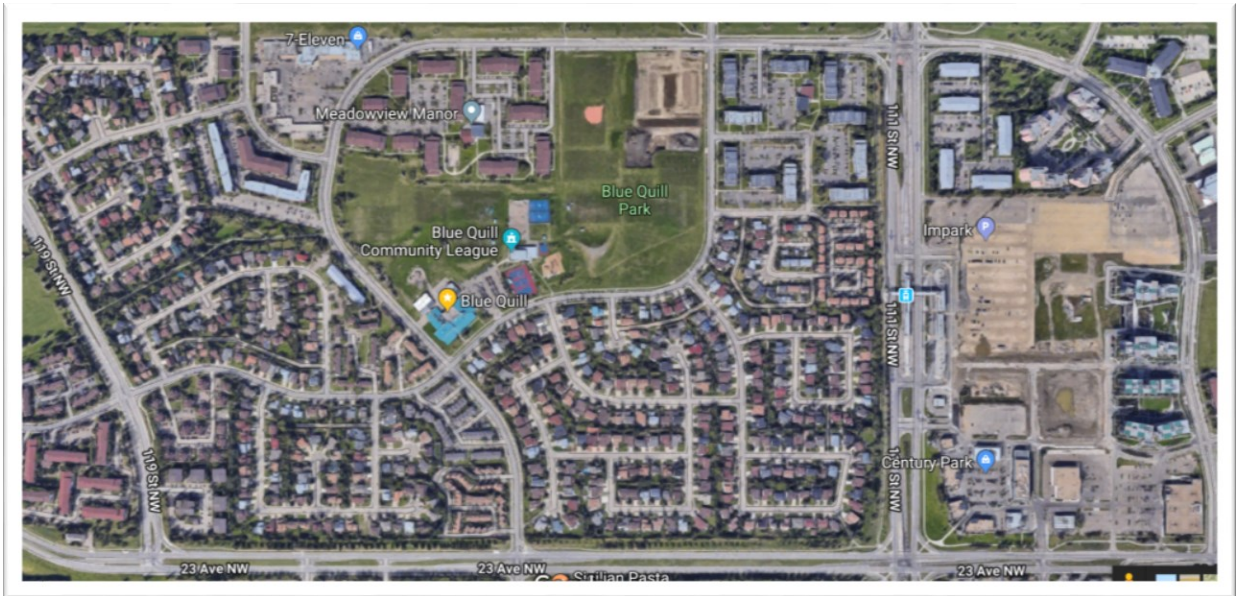 7-Eleven
Meadowview Manor
111 St NW
Blue Quill
Park
Blue Quill
Community League
Impark
P
119 St NW
Blue Quill
111 St NW
119 St NW
Century Park
111 St NW
23 Ave NW
23 Ave NW
23 Ave NW